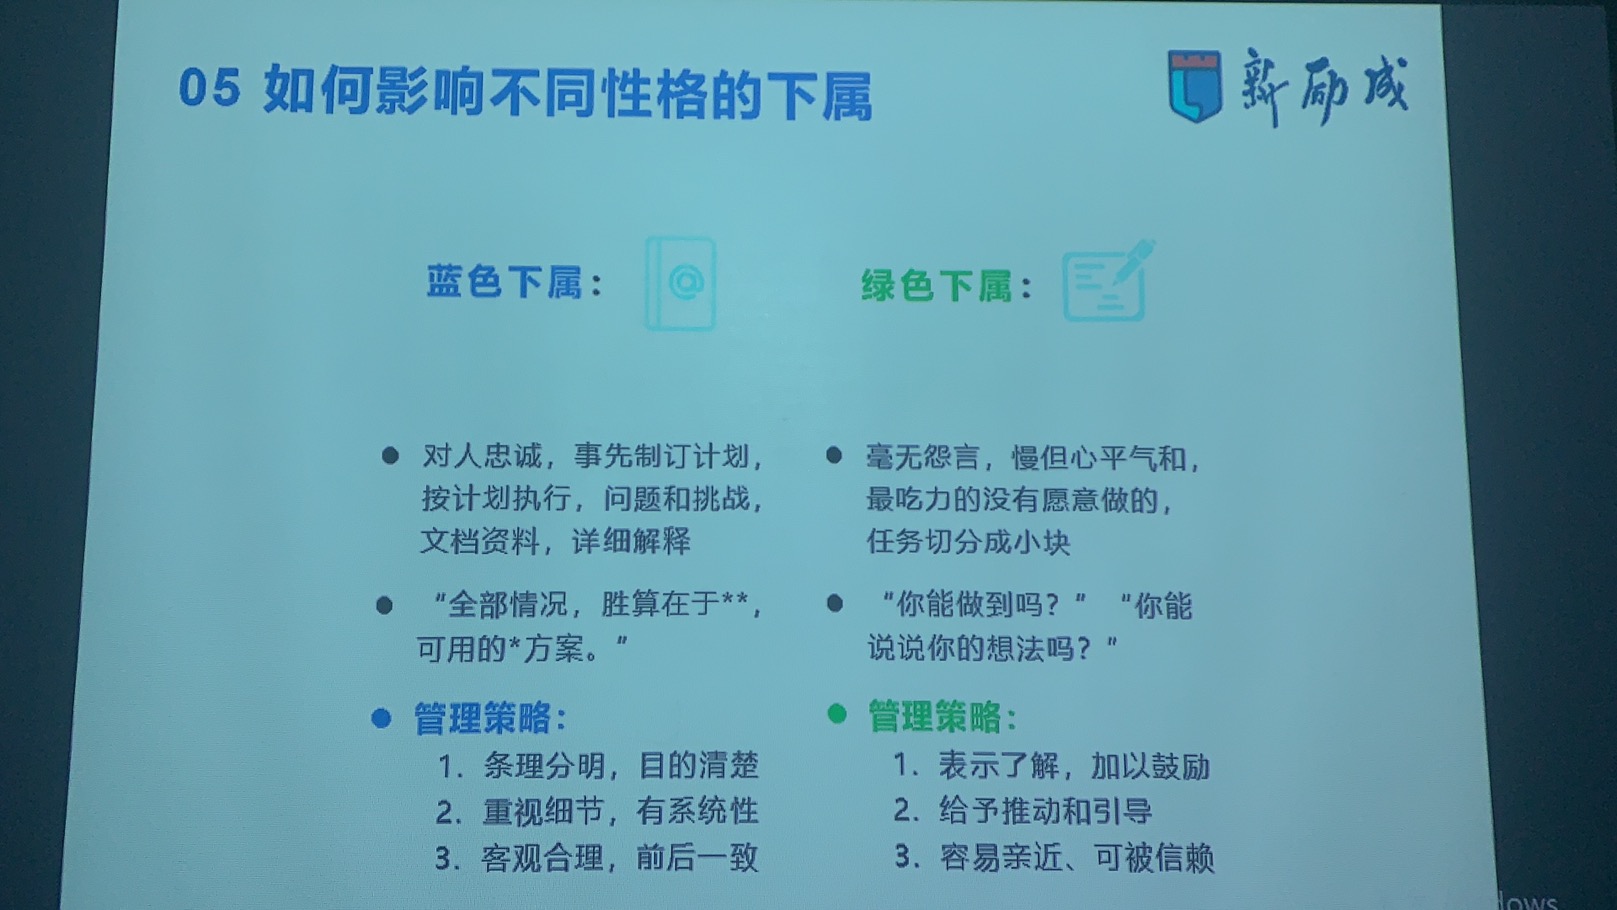 05 如何影响不同性格的下属
新励成
蓝色下属：
对人忠诚，事先制订计划，
按计划执行，问题和挑战，
文档资料，详细解释
“全部情况，胜算在于**，
可用的*方案。”
管理策略：
1. 条理分明，目的清楚
2. 重视细节，有系统性
3. 客观合理，前后一致
绿色下属：
毫无怨言，慢但心平气和，
最吃力的没有愿意做的，
任务切分成小块
“你能做到吗？” “你能
说说你的想法吗？”
管理策略：
1. 表示了解，加以鼓励
2. 给予推动和引导
3. 容易亲近、可被信赖